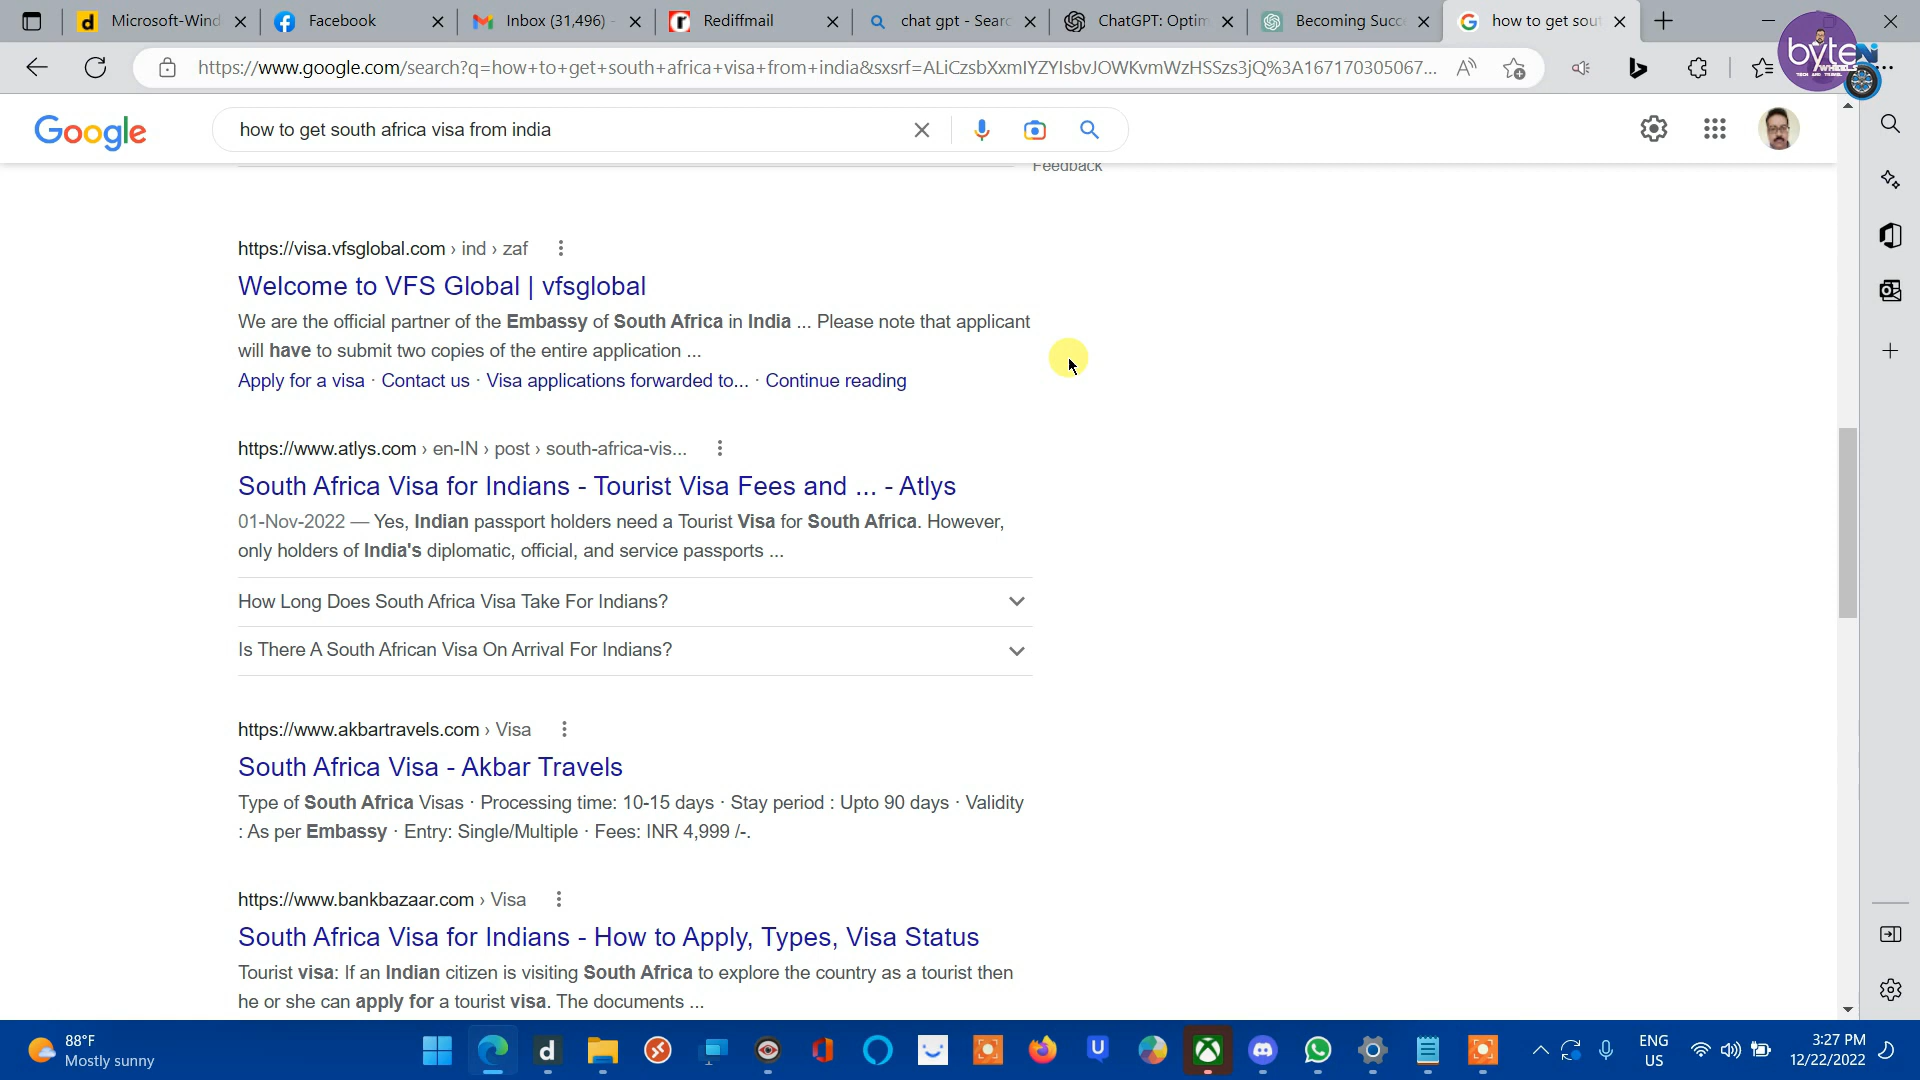 Microsoft-Wind
Facebook
Inbox (31,496) -
Rediffmail
chat gpt - Searc
ChatGPT: Optim
Becoming Succe
how to get sout
https://www.google.com/search?q=how+to+get+south+africa+visa+from+india&sxsrf=ALiCzsbXxmIYZYIsbvJOWKvmWzHSSzs3jQ%3A167170305067...
byte
WHEELS
TECH AND TRAVEL
Google
how to get south africa visa from india
Feedback
https://visa.vfsglobal.com › ind › zaf
Welcome to VFS Global | vfsglobal
We are the official partner of the Embassy of South Africa in India ... Please note that applicant
will have to submit two copies of the entire application ...
Apply for a visa · Contact us · Visa applications forwarded to... · Continue reading
https://www.atlys.com › en-IN › post › south-africa-vis...
South Africa Visa for Indians - Tourist Visa Fees and ... - Atlys
01-Nov-2022 — Yes, Indian passport holders need a Tourist Visa for South Africa. However,
only holders of India's diplomatic, official, and service passports ...
How Long Does South Africa Visa Take For Indians?
Is There A South African Visa On Arrival For Indians?
https://www.akbartravels.com › Visa
South Africa Visa - Akbar Travels
Type of South Africa Visas · Processing time: 10-15 days · Stay period : Upto 90 days · Validity
: As per Embassy · Entry: Single/Multiple · Fees: INR 4,999 /-.
https://www.bankbazaar.com › Visa
South Africa Visa for Indians - How to Apply, Types, Visa Status
Tourist visa: If an Indian citizen is visiting South Africa to explore the country as a tourist then
he or she can apply for a tourist visa. The documents ...
88°F
Mostly sunny
ENG
US
3:27 PM
12/22/2022